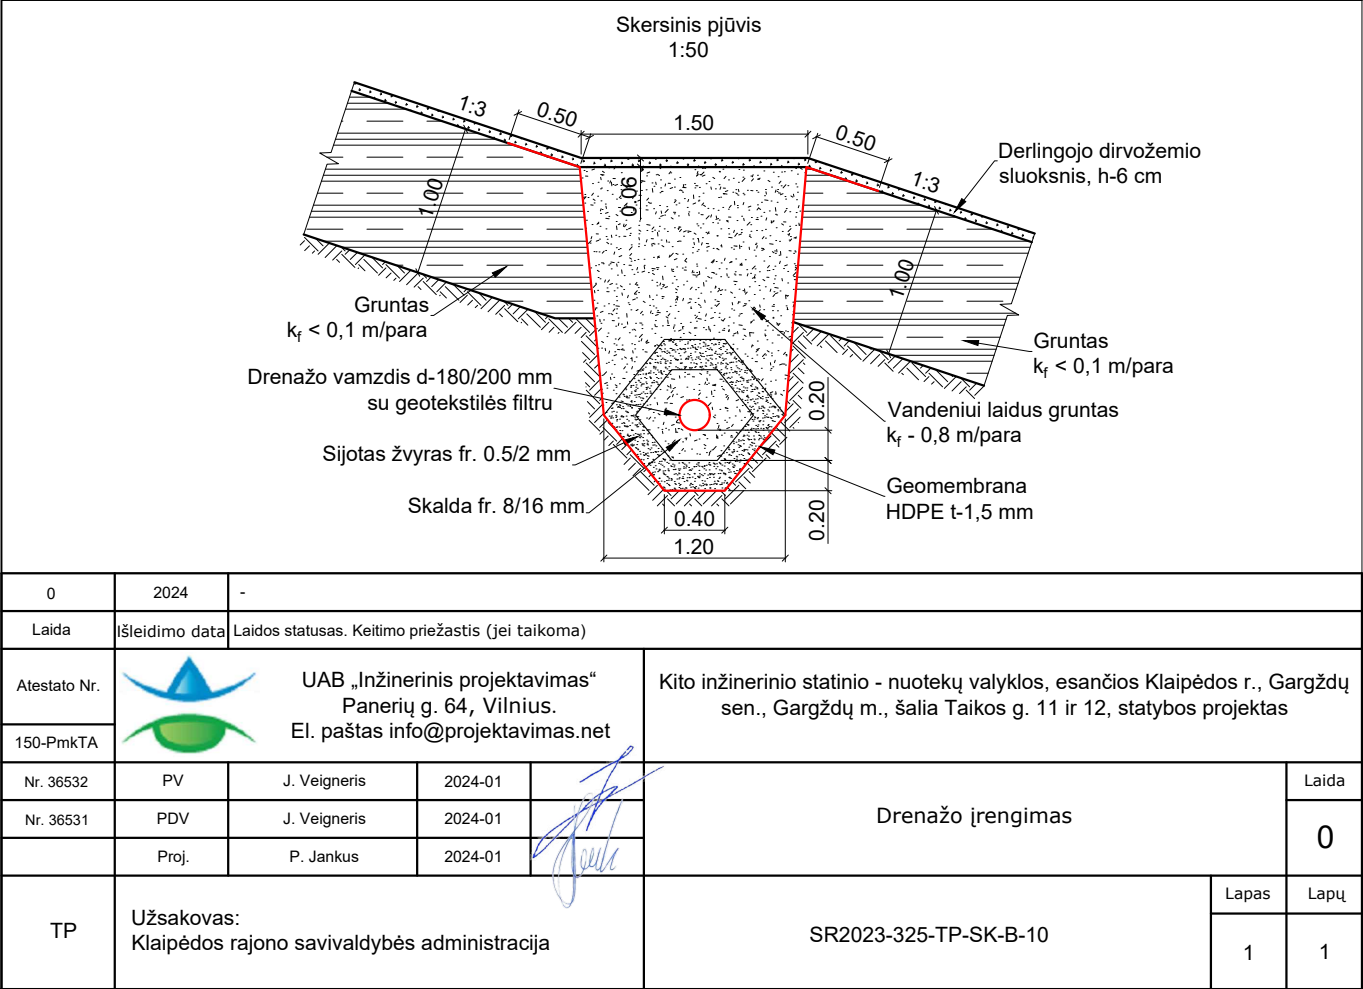 Skersinis pjūvis
1:50
1:3
0.50
1.50
0.50
1:3
Derlingojo dirvožemio
sluoksnis, h-6 cm
1.00
0.06
1.00
Gruntas
kf < 0,1 m/para
Gruntas
kf < 0,1 m/para
Drenažo vamzdis d-180/200 mm
su geotekstilės filtru
0.20
Vandeniui laidus gruntas
kf - 0,8 m/para
Sijotas žvyras fr. 0.5/2 mm
Skalda fr. 8/16 mm
Geomembrana
HDPE t-1,5 mm
0.20
0.40
1.20
0
2024
-
Laida
Išleidimo data
Laidos statusas. Keitimo priežastis (jei taikoma)
Atestato Nr.
150-PmkTA
UAB „Inžinerinis projektavimas“
Panerių g. 64, Vilnius.
El. paštas info@projektavimas.net
Kito inžinerinio statinio - nuotekų valyklos, esančios Klaipėdos r., Gargždų
sen., Gargždų m., šalia Taikos g. 11 ir 12, statybos projektas
Nr. 36532
PV
J. Veigneris
2024-01
Nr. 36531
PDV
J. Veigneris
2024-01
Proj.
P. Jankus
2024-01
Drenažo įrengimas
Laida
0
TP
Užsakovas:
Klaipėdos rajono savivaldybės administracija
SR2023-325-TP-SK-B-10
Lapas
Lapų
1
1